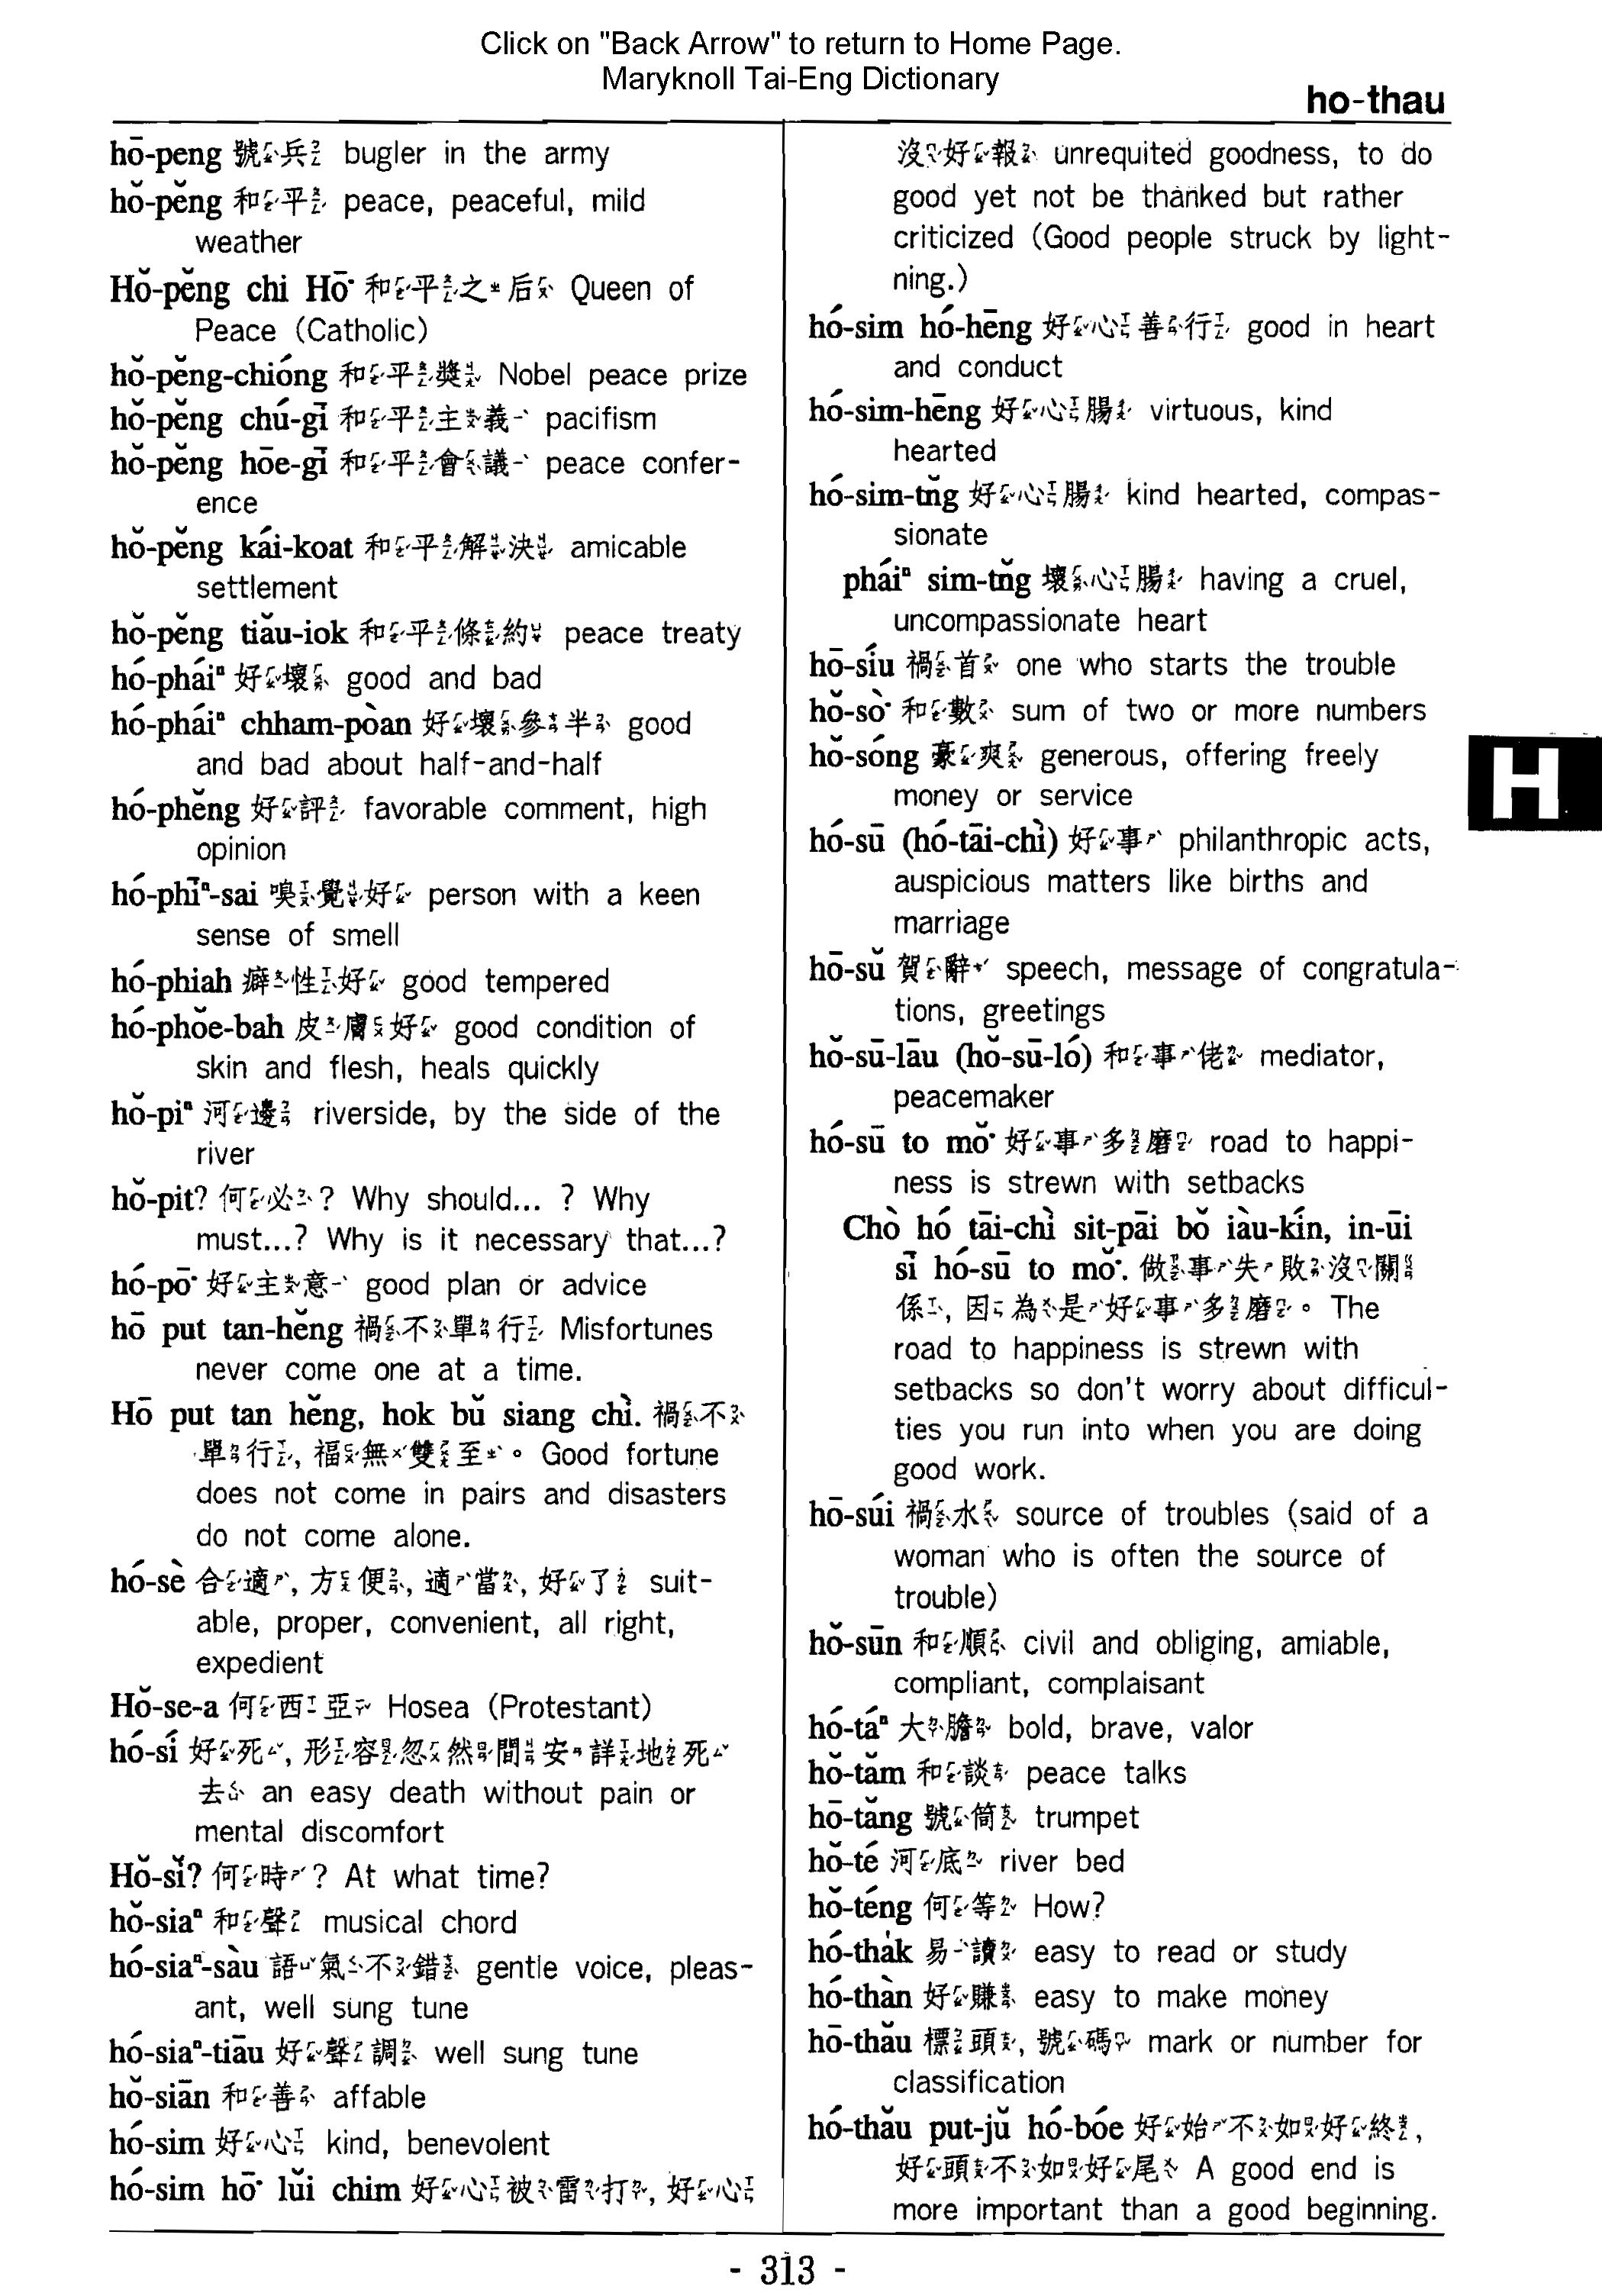 Click on "Back Arrow" to return to Home Page.
Maryknoll Tai-Eng Dictionary
ho-thau
hō-peng 號兵 bugler in the army
hŏ-pĕng 和平 peace, peaceful, mild
weather
Hŏ-pĕng chi Hō· 和平之后 Queen of
Peace (Catholic)
hŏ-pĕng-chióng 和平獎 Nobel peace prize
hŏ-pĕng chú-gī 和平主義 pacifism
hŏ-pĕng hōe-gī 和平會議 peace confer-
ence
hŏ-pĕng kái-koat 和平解決 amicable
settlement
hŏ-pĕng tiău-iok 和平條約 peace treaty
hó-pháiⁿ 好壞 good and bad
hó-pháiⁿ chham-pòan 好壞參半 good
and bad about half-and-half
hó-phĕng 好評 favorable comment, high
opinion
hó-phīⁿ-sai 嗅覺好 person with a keen
sense of smell
hó-phiah 癖性好 good tempered
hó-phŏe-bah 皮膚好 good condition of
skin and flesh, heals quickly
hŏ-piⁿ 河邊 riverside, by the side of the
river
hŏ-pit? 何必? Why should... ? Why
must...? Why is it necessary that...?
hó-pō· 好主意 good plan or advice
hō put tan-hĕng 禍不單行 Misfortunes
never come one at a time.
Hō put tan hĕng, hok bŭ siang chì. 禍不
單行, 福無雙至。 Good fortune
does not come in pairs and disasters
do not come alone.
hó-sè 合適, 方便, 適當, 好了 suit-
able, proper, convenient, all right,
expedient
Hŏ-se-a 何西亞 Hosea (Protestant)
hó-sí 好死, 形容忽然間安詳地死
去 an easy death without pain or
mental discomfort
Hŏ-sĭ? 何時? At what time?
hŏ-siaⁿ 和聲 musical chord
hó-siaⁿ-sàu 語氣不錯 gentle voice, pleas-
ant, well sung tune
hó-siaⁿ-tiāu 好聲調 well sung tune
hŏ-siān 和善 affable
hó-sim 好心 kind, benevolent
hó-sim hō· lŭi chim 好心被雷打, 好心
沒好報 unrequited goodness, to do
good yet not be thanked but rather
criticized (Good people struck by light-
ning.)
hó-sim hó-hēng 好心善行 good in heart
and conduct
hó-sim-hēng 好心腸 virtuous, kind
hearted
hó-sim-tn̆g 好心腸 kind hearted, compas-
sionate
pháiⁿ sim-tn̆g 壞心腸 having a cruel,
uncompassionate heart
hō-síu 禍首 one who starts the trouble
hŏ-sò· 和數 sum of two or more numbers
hŏ-sóng 豪爽 generous, offering freely
money or service
hó-sū (hó-tāi-chì) 好事 philanthropic acts,
auspicious matters like births and
marriage
hō-sŭ 賀辭 speech, message of congratula-
tions, greetings
hŏ-sū-lāu (hŏ-sū-ló) 和事佬 mediator,
peacemaker
hó-sū to mŏ· 好事多磨 road to happi-
ness is strewn with setbacks
Chò hó tāi-chì sit-pāi bŏ iàu-kín, in-ūi
sī hó-sū to mŏ·. 做事失敗沒關
係, 因為是好事多磨。 The
road to happiness is strewn with
setbacks so don't worry about difficul-
ties you run into when you are doing
good work.
hō-súi 禍水 source of troubles (said of a
woman who is often the source of
trouble)
hŏ-sūn 和順 civil and obliging, amiable,
compliant, complaisant
hó-táⁿ 大膽 bold, brave, valor
hŏ-tăm 和談 peace talks
hō-tăng 號筒 trumpet
hŏ-té 河底 river bed
hŏ-téng 何等 How?
hó-tha̍k 易讀 easy to read or study
hó-thàn 好賺 easy to make money
hō-thău 標頭, 號碼 mark or number for
classification
hó-thău put-jŭ hó-bóe 好始不如好終,
好頭不如好尾 A good end is
more important than a good beginning.
H
- 313 -